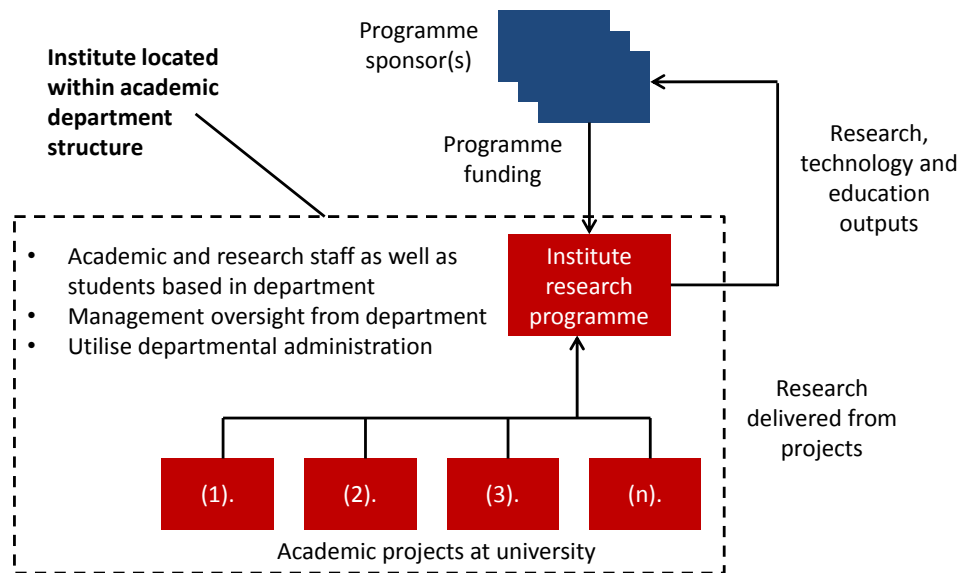 Programme
sponsor(s)
Institute located
within academic
department
structure
Programme
funding
Research,
technology and
education
outputs
• Academic and research staff as well as
students based in department
• Management oversight from department
• Utilise departmental administration
Institute
research
programme
Research
delivered from
projects
(1).
(2).
(3).
(n).
Academic projects at university